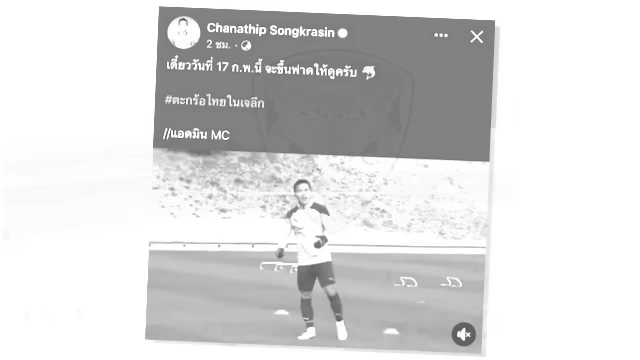 Chanathip Songkrasin
2 ชม. ·
เดี๋ยววันที่ 17 ก.พ.นี้ จะขึ้นฟาดให้ดูครับ
#ตะกร้อไทยในเจลีก
//แอดมิน MC